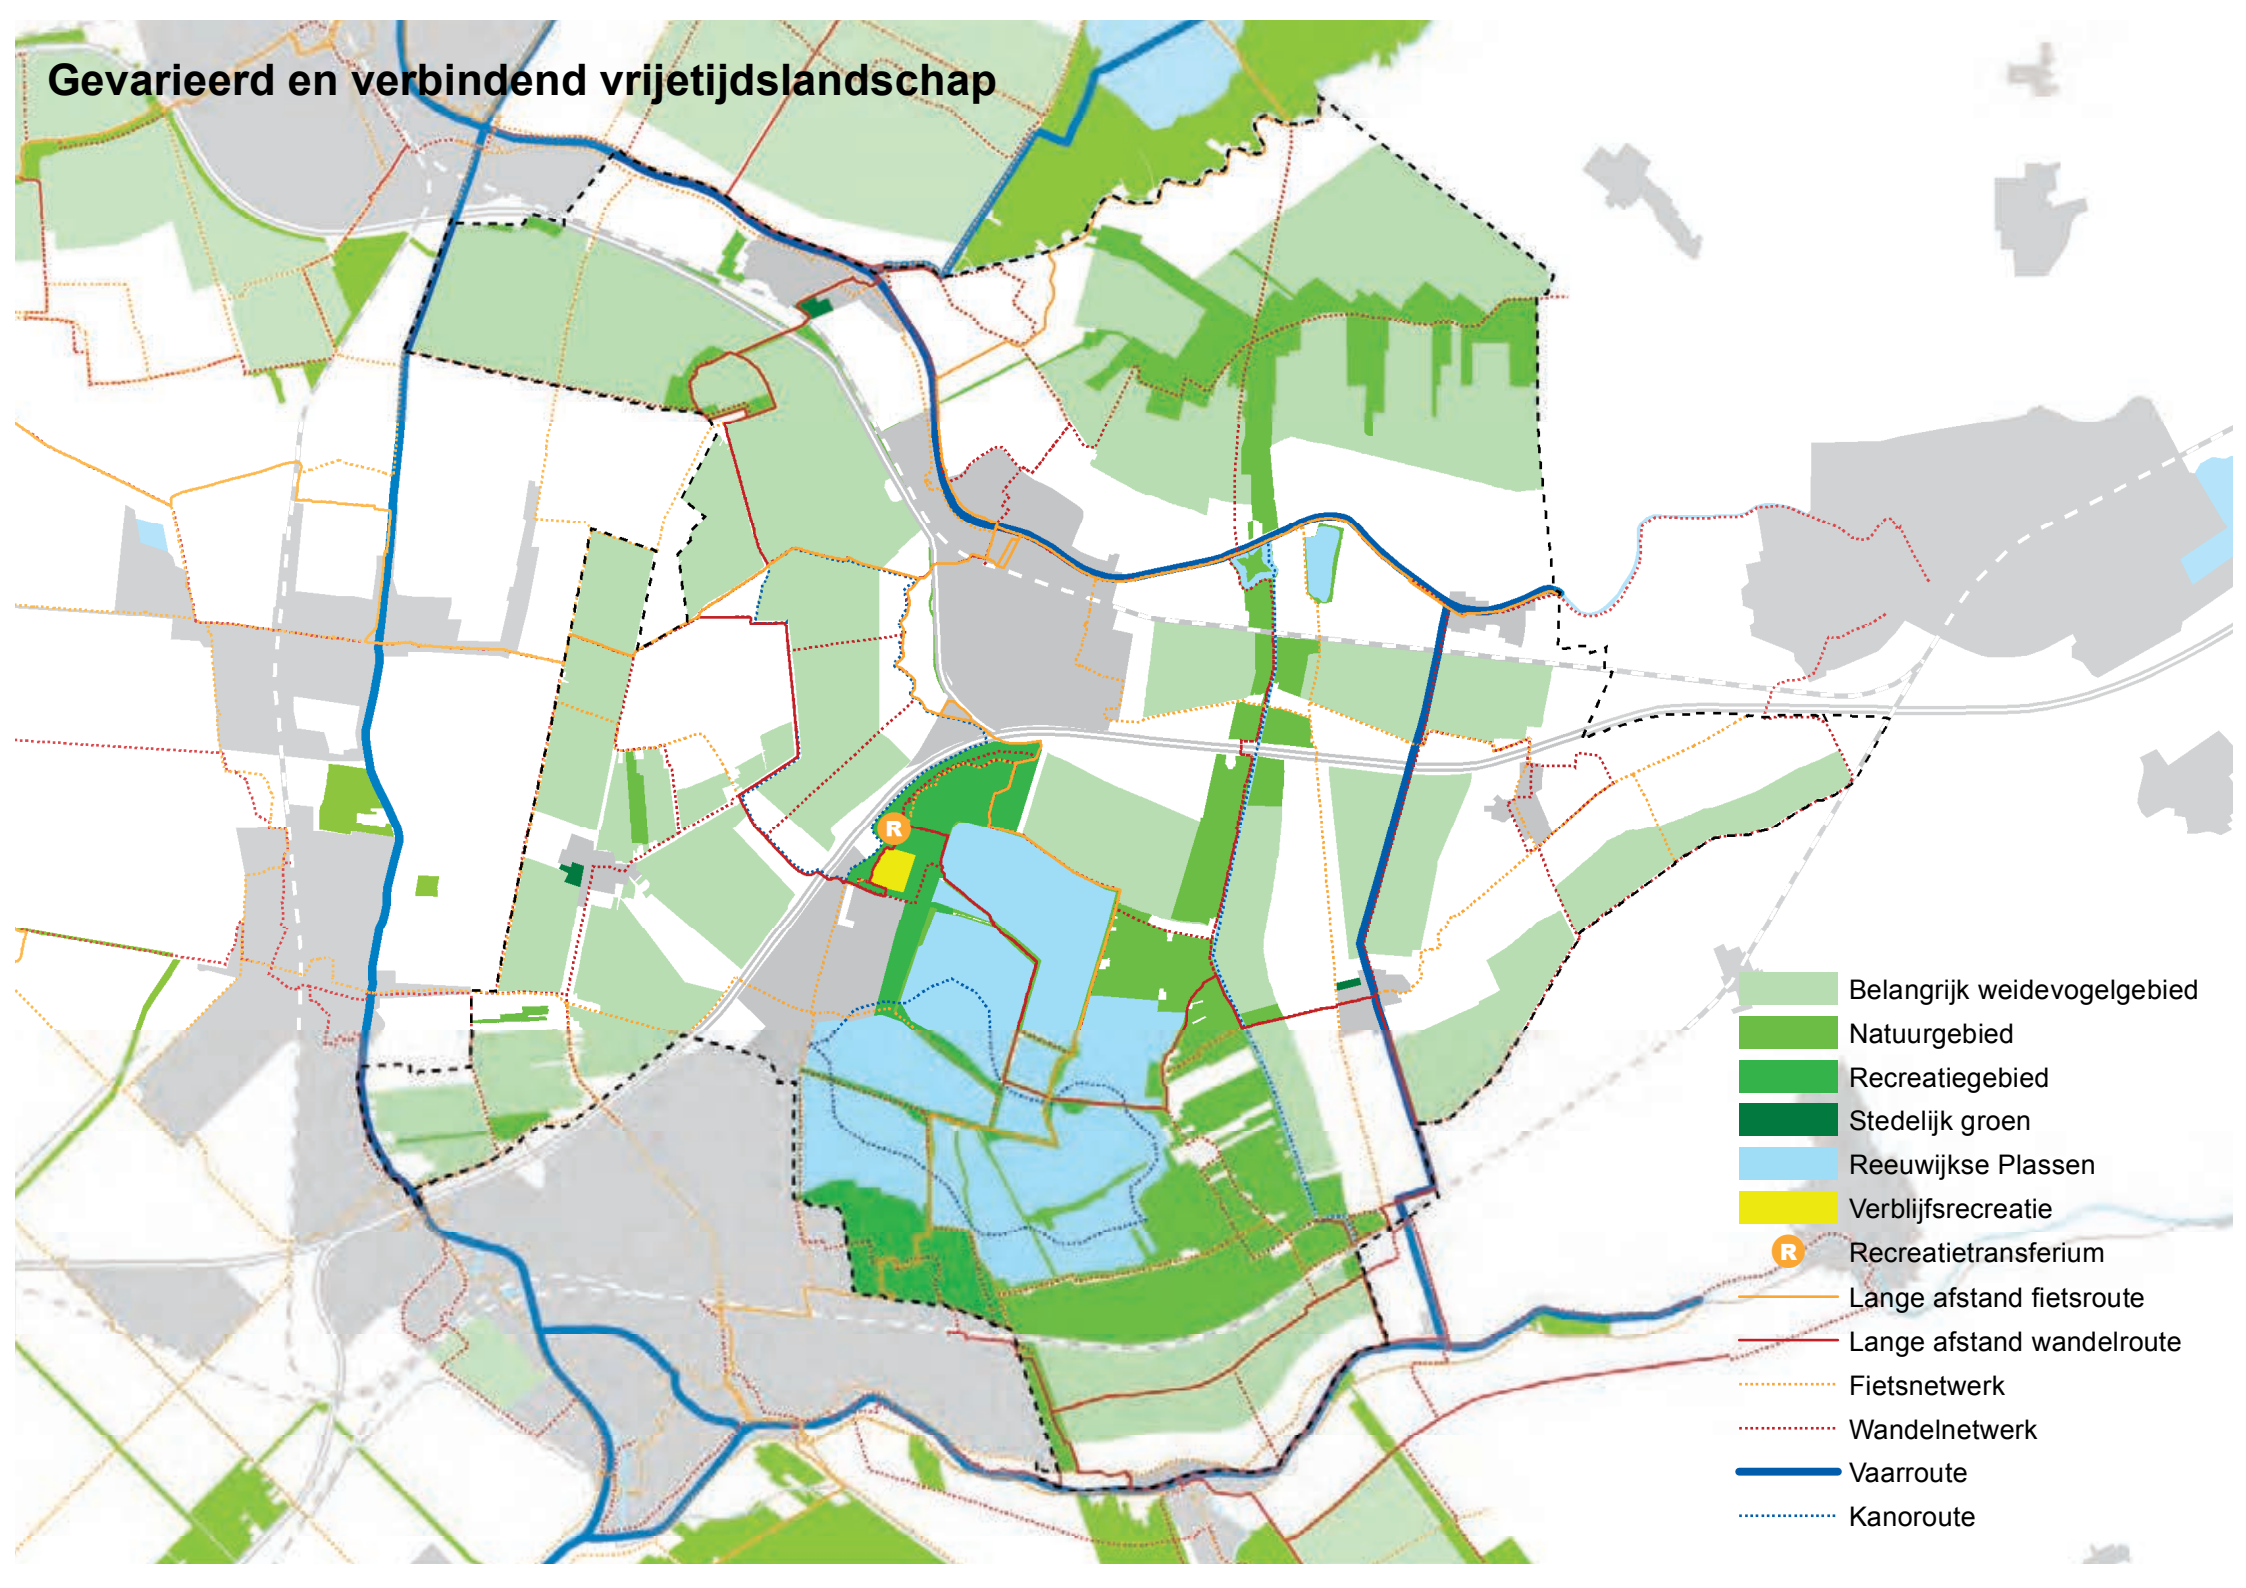 Gevarieerd en verbindend vrijetijdslandschap
R
Belangrijk weidevogelgebied
Natuurgebied
Recreatiegebied
Stedelijk groen
Reeuwijkse Plassen
Verblijfsrecreatie
R Recreatietransferium
Lange afstand fietsroute
Lange afstand wandelroute
Fietsnetwerk
Wandelnetwerk
Vaarroute
Kanoroute